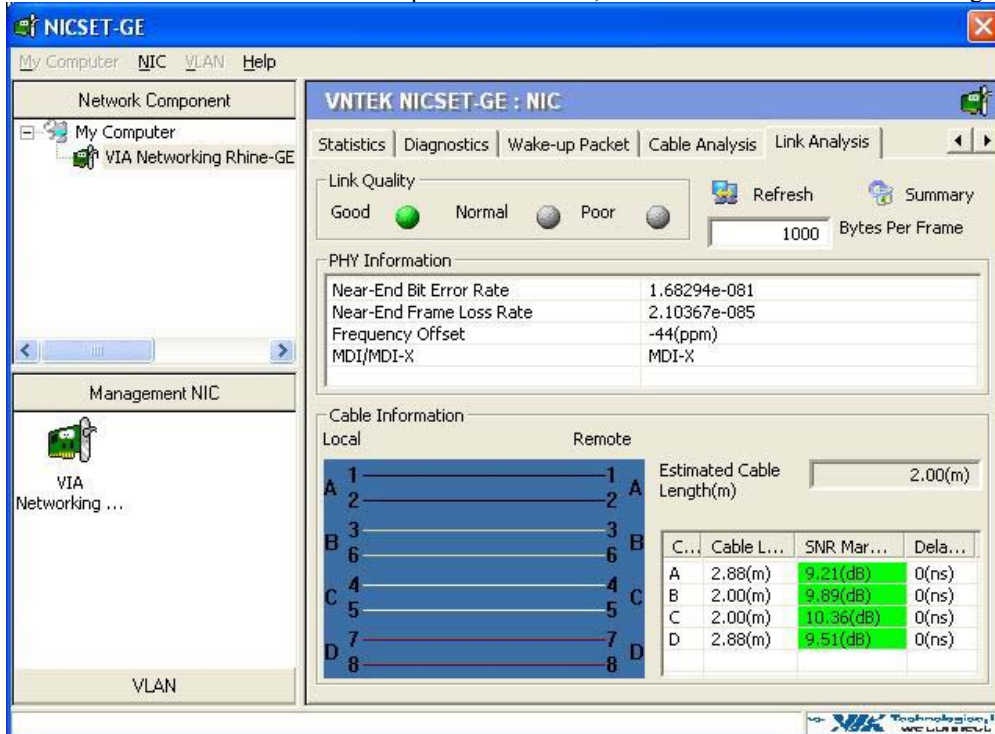 NICSET-GE
My Computer NIC VLAN Help
Network Component
My Computer
VIA Networking Rhine-GE
Management NIC
VIA
Networking ...
VLAN
VNTEK NICSET-GE : NIC
Statistics Diagnostics Wake-up Packet Cable Analysis Link Analysis
Link Quality
Good Normal Poor
Refresh Summary
1000 Bytes Per Frame
PHY Information
Near-End Bit Error Rate 1.68294e-081
Near-End Frame Loss Rate 2.10367e-085
Frequency Offset -44(ppm)
MDI/MDI-X MDI-X
Cable Information
Local Remote
A 1 1 A
2 2
B 3 3 B
6 6
C 4 4 C
5 5
D 7 7 D
8 8
Estimated Cable
Length(m) 2.00(m)
C... Cable L... SNR Mar... Dela...
A 2.88(m) 9.21(dB) 0(ns)
B 2.00(m) 9.89(dB) 0(ns)
C 2.00(m) 10.36(dB) 0(ns)
D 2.88(m) 9.51(dB) 0(ns)
VIA Technologies,